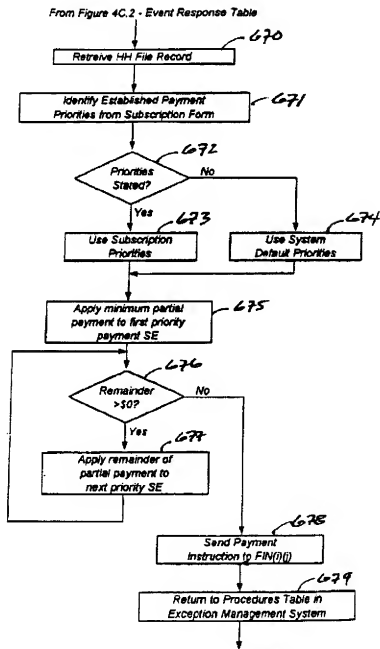 From Figure 4C.2 - Event Response Table
670
Retreive HH File Record
Identify Established Payment
Priorities from Subscription Form
671
672
Priorities
Stated?
No
Yes
673
674
Use Subscription
Priorities
Use System
Default Priorities
Apply minimum partial
payment to first priority
payment SE
675
676
Remainder
>$0?
No
Yes
677
Apply remainder of
partial payment to
next priority SE
678
Send Payment
Instruction to FIN(i)(j)
679
Return to Procedures Table in
Exception Management System